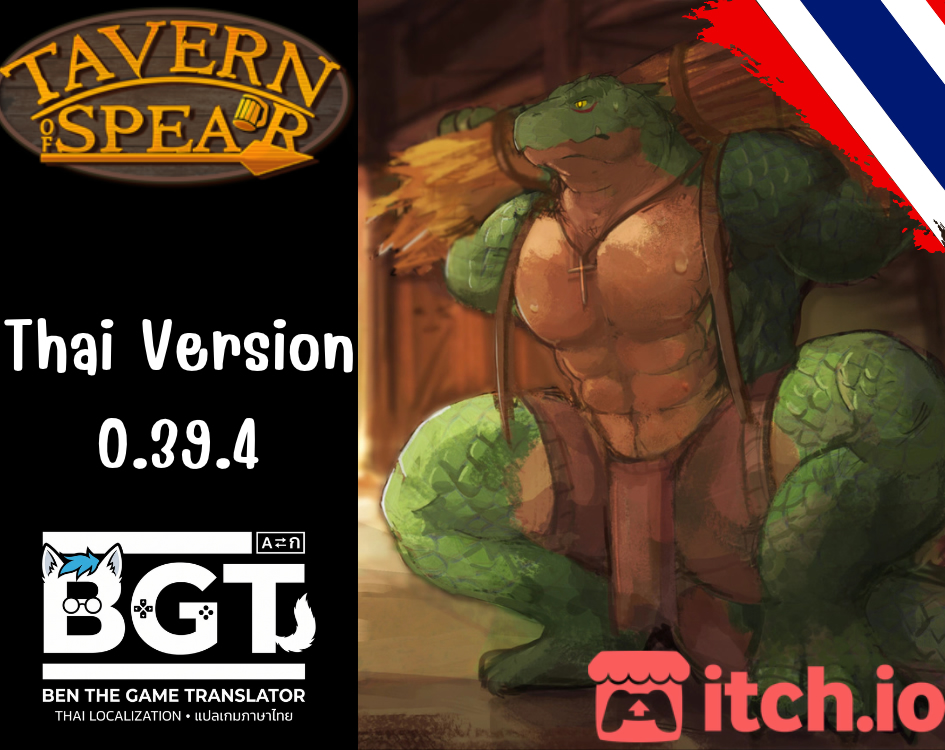 TAVERN
OF SPEAR
Thai Version
0.39.4
A⇄ก
BGT
BEN THE GAME TRANSLATOR
THAI LOCALIZATION • แปลเกมภาษาไทย
itch.io